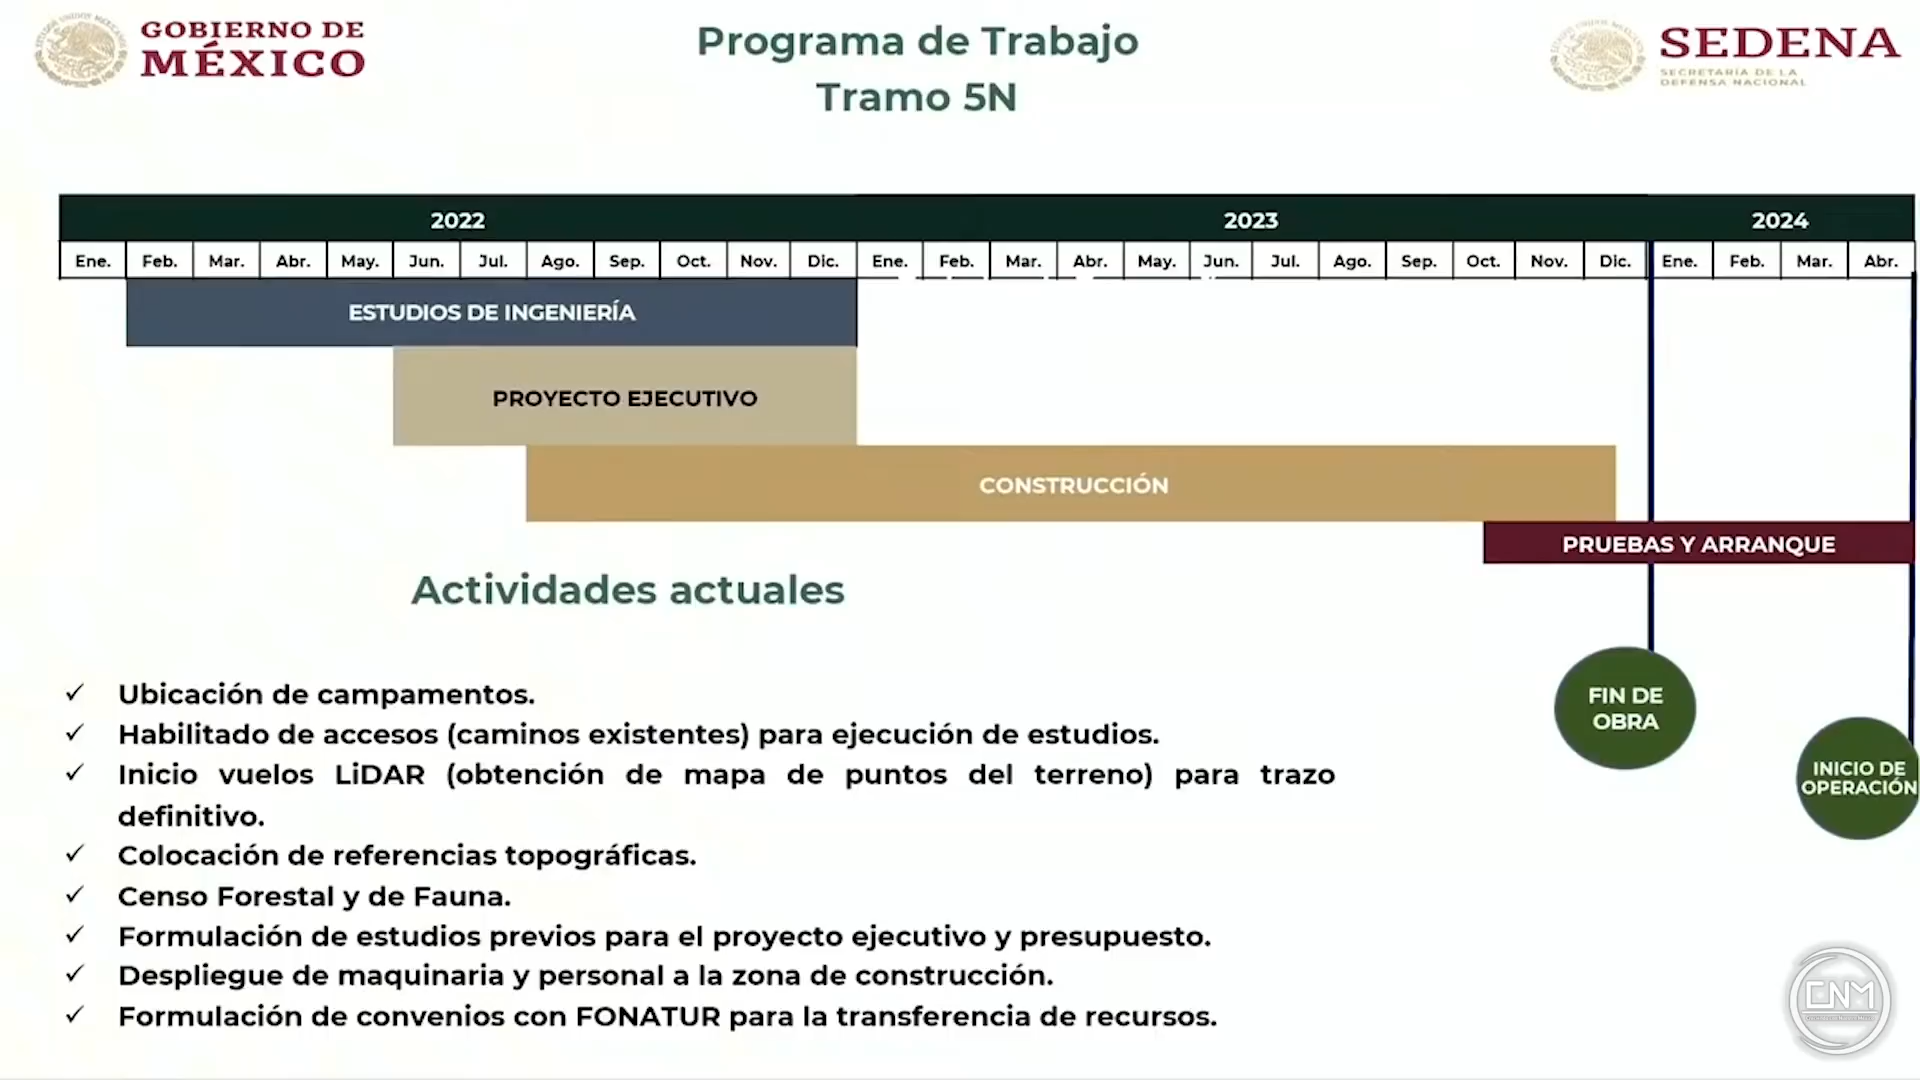 GOBIERNO DE
MÉXICO
Programa de Trabajo
Tramo 5N
SEDENA
SECRETARÍA DE LA
DEFENSA NACIONAL
2022 2023 2024
Ene. Feb. Mar. Abr. May. Jun. Jul. Ago. Sep. Oct. Nov. Dic. Ene. Feb. Mar. Abr. May. Jun. Jul. Ago. Sep. Oct. Nov. Dic. Ene. Feb. Mar. Abr.
ESTUDIOS DE INGENIERÍA
PROYECTO EJECUTIVO
CONSTRUCCIÓN
PRUEBAS Y ARRANQUE
Actividades actuales
✓ Ubicación de campamentos.
✓ Habilitado de accesos (caminos existentes) para ejecución de estudios.
✓ Inicio vuelos LiDAR (obtención de mapa de puntos del terreno) para trazo
definitivo.
✓ Colocación de referencias topográficas.
✓ Censo Forestal y de Fauna.
✓ Formulación de estudios previos para el proyecto ejecutivo y presupuesto.
✓ Despliegue de maquinaria y personal a la zona de construcción.
✓ Formulación de convenios con FONATUR para la transferencia de recursos.
FIN DE
OBRA
INICIO DE
OPERACIÓN
CNM